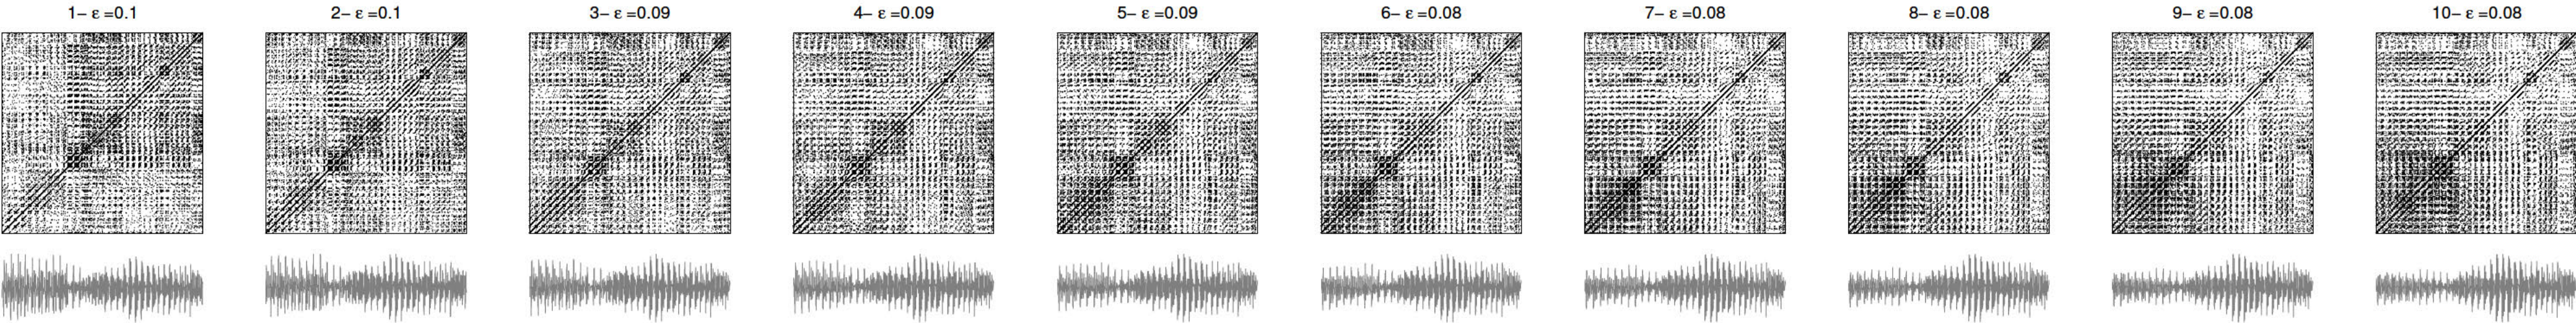 1– ε =0.1
2– ε =0.1
3– ε =0.09
4– ε =0.09
5– ε =0.09
6– ε =0.08
7– ε =0.08
8– ε =0.08
9– ε =0.08
10– ε =0.08